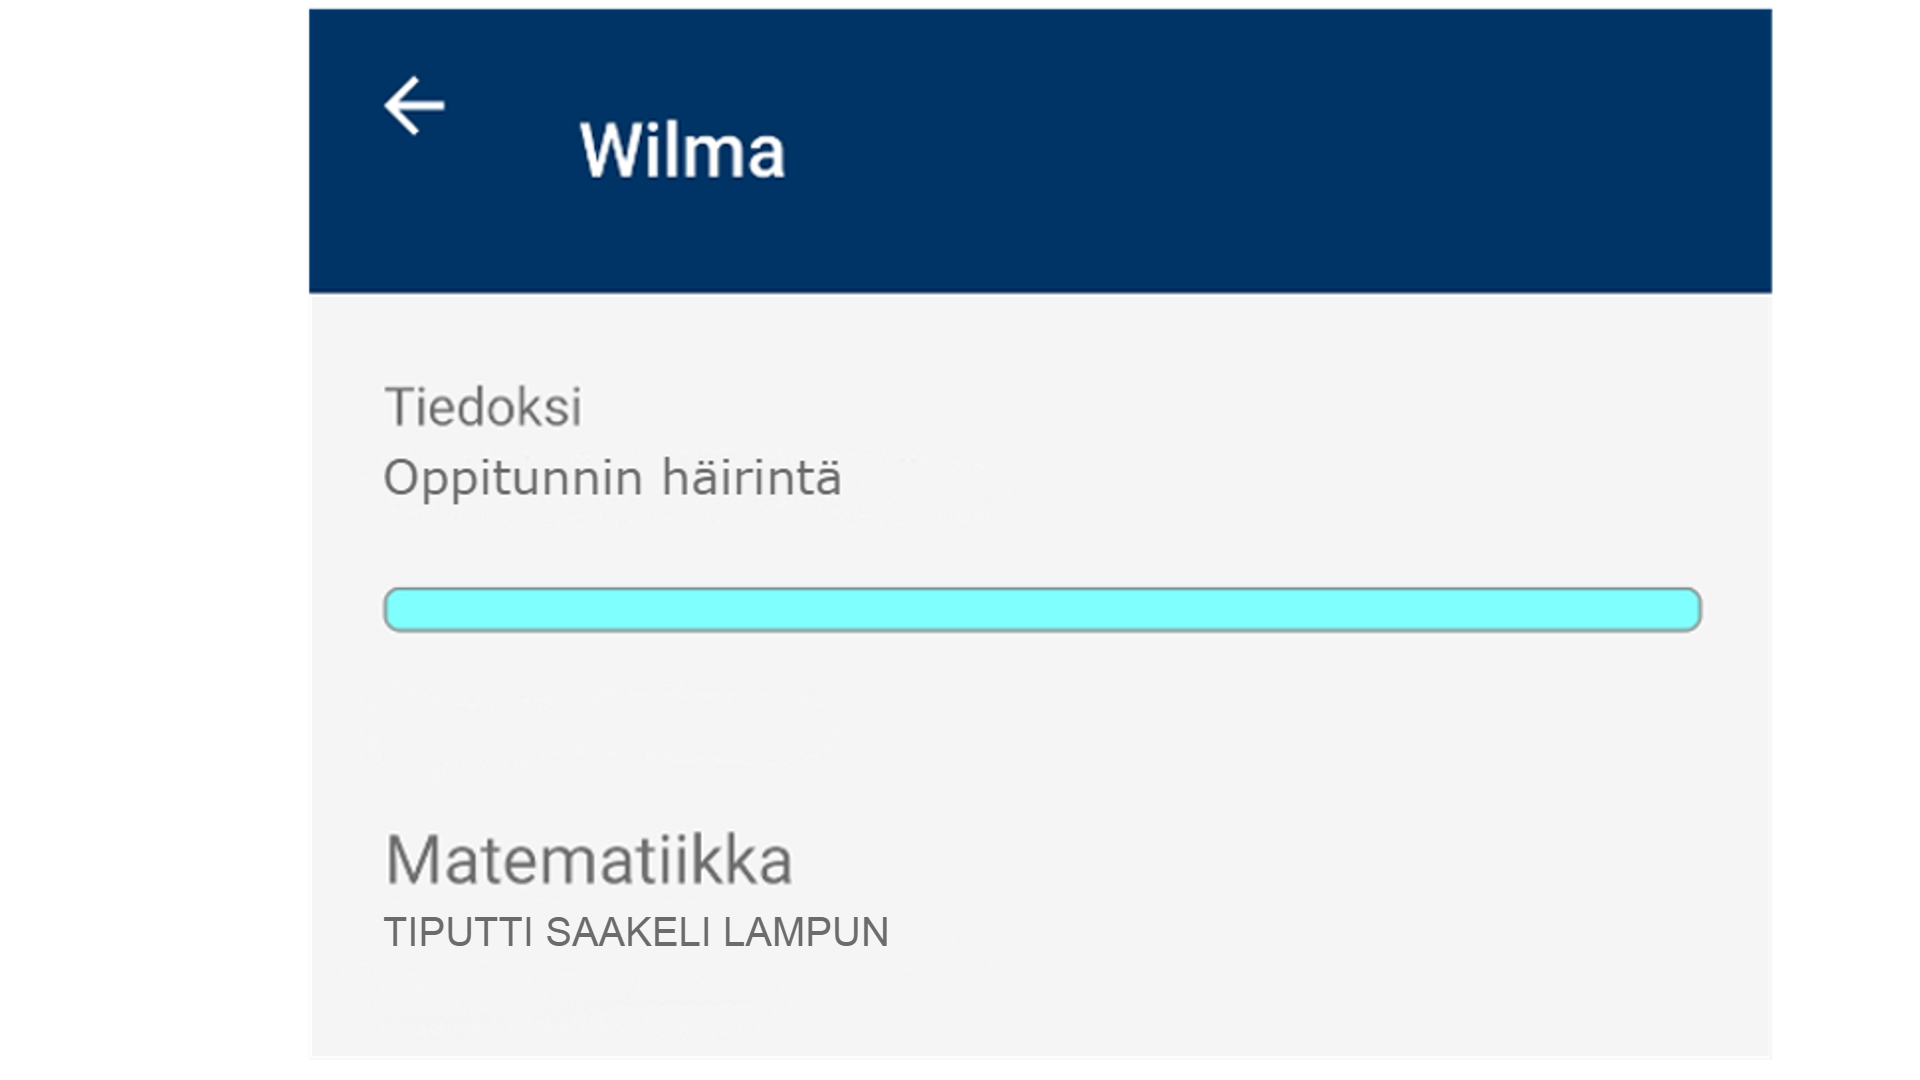 Wilma
Tiedoksi
Oppitunnin häirintä
Matematiikka
TIPUTTI SAAKELI LAMPUN